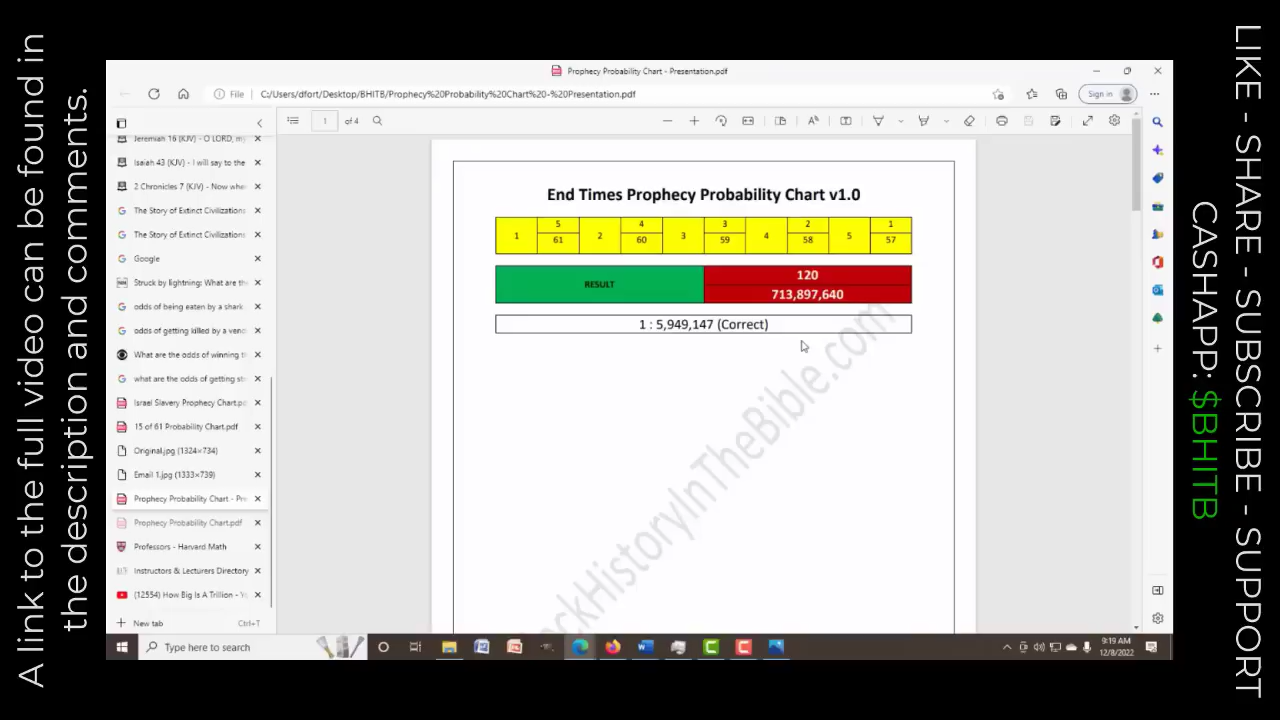 A link to the full video can be found in
the description and comments.
Prophecy Probability Chart - Presentation.pdf
File
C:/Users/dfort/Desktop/BHITB/Prophecy%20Probability%20Chart%20-%20Presentation.pdf
Sign in
1 of 4
Jeremiah 16 (KJV) - O LORD, my
Isaiah 43 (KJV) - I will say to the
2 Chronicles 7 (KJV) - Now whe
The Story of Extinct Civilizations
The Story of Extinct Civilizations
Google
Struck by lightning: What are the
odds of being eaten by a shark
odds of getting killed by a vend
What are the odds of winning t
what are the odds of getting st
Israel Slavery Prophecy Chart.pd
15 of 61 Probability Chart.pdf
Original.jpg (1324×734)
Email 1.jpg (1333×739)
Prophecy Probability Chart - Pre
Prophecy Probability Chart.pdf
Professors - Harvard Math
Instructors & Lecturers Directory
(12554) How Big Is A Trillion - Y
New tab Ctrl+T
End Times Prophecy Probability Chart v1.0
5 4 3 2 1
1 2 3 4 5
61 60 59 58 57
RESULT
120
713,897,640
1 : 5,949,147 (Correct)
ckHistoryInTheBible.com
Type here to search
9:19 AM
12/8/2022
LIKE - SHARE - SUBSCRIBE - SUPPORT
CASHAPP: $BHITB